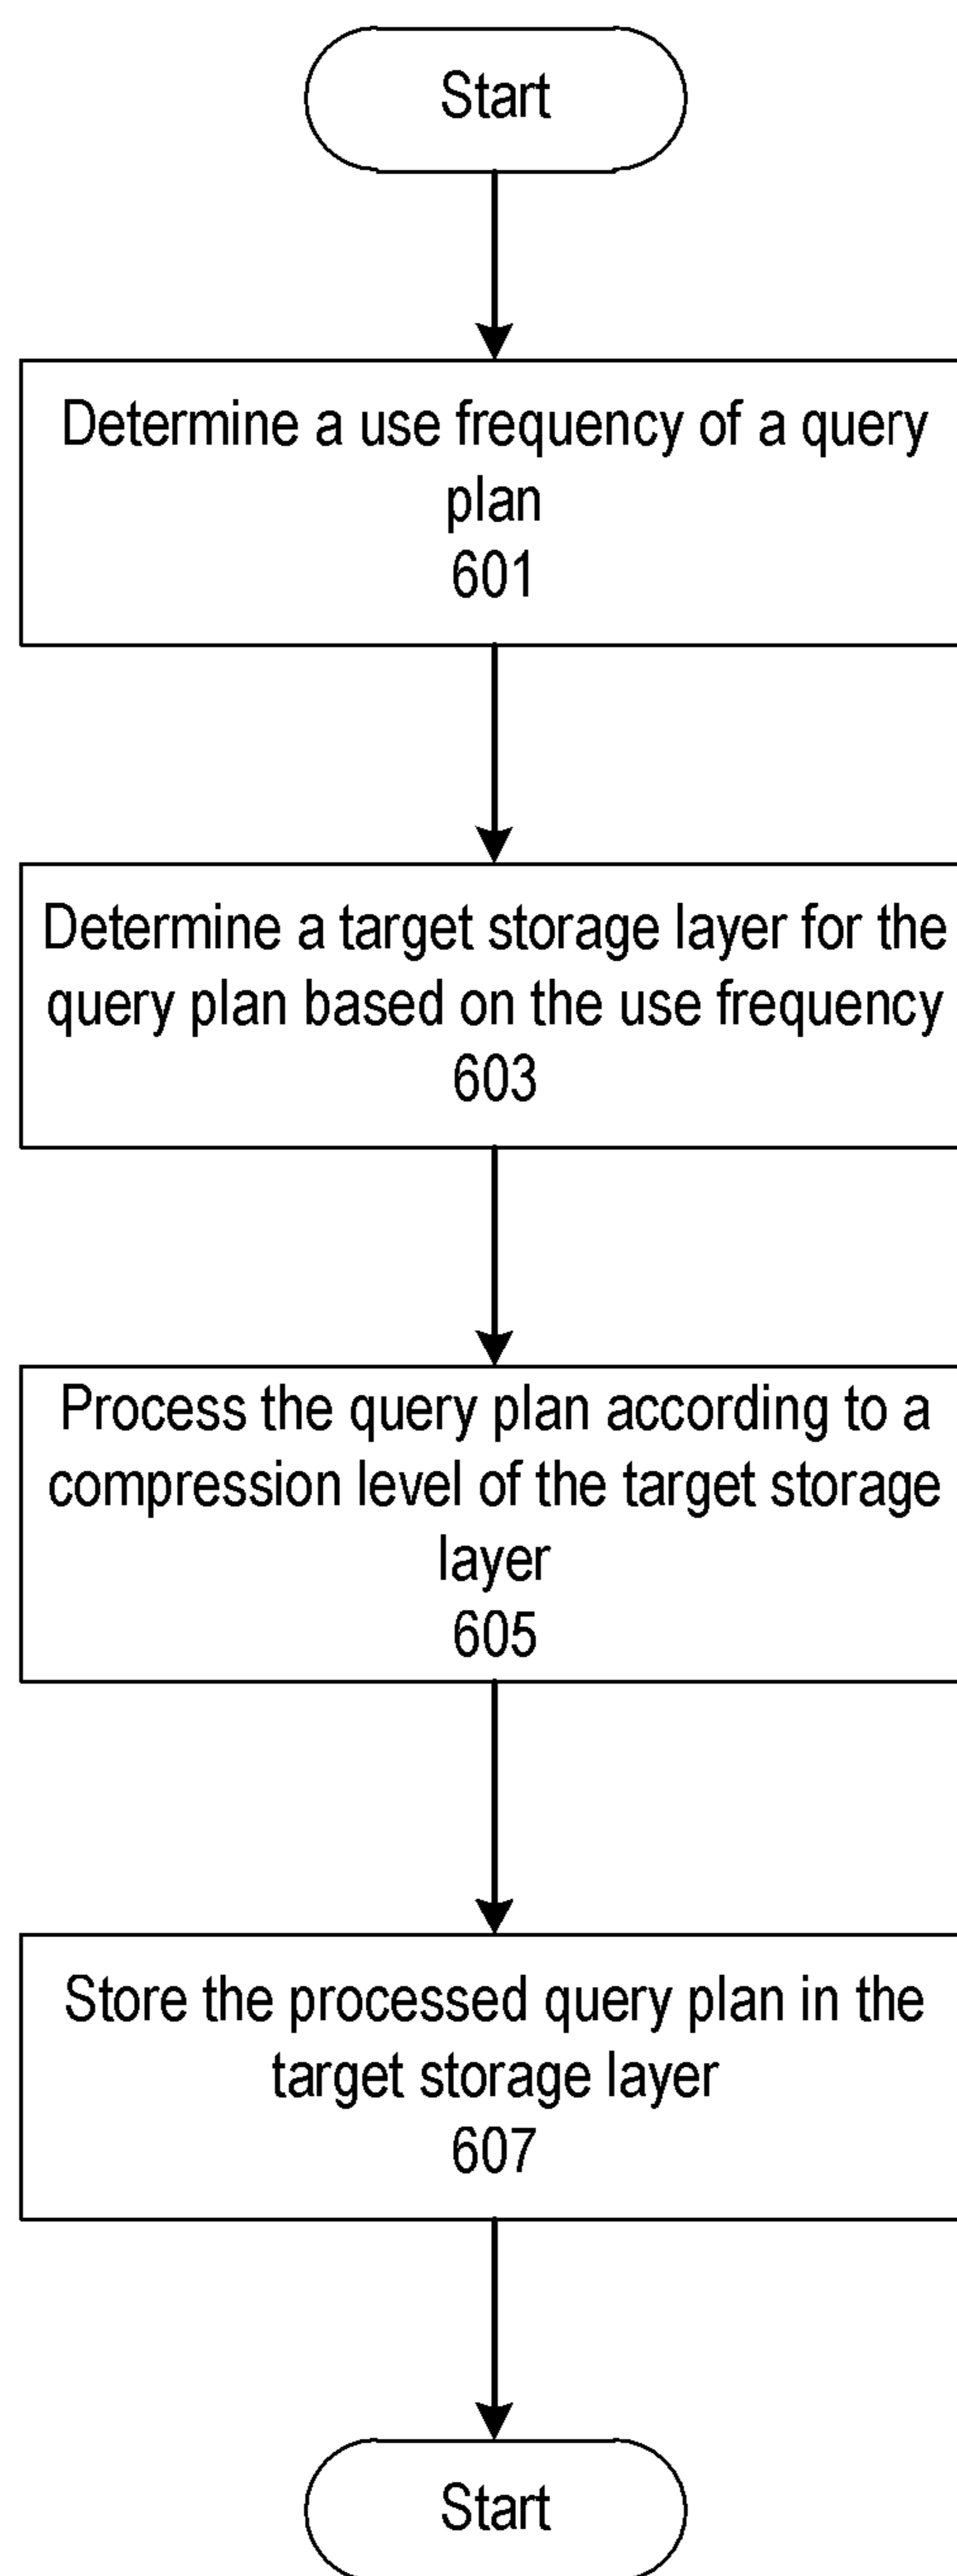 Start
Determine a use frequency of a query
plan
601
Determine a target storage layer for the
query plan based on the use frequency
603
Process the query plan according to a
compression level of the target storage
layer
605
Store the processed query plan in the
target storage layer
607
Start